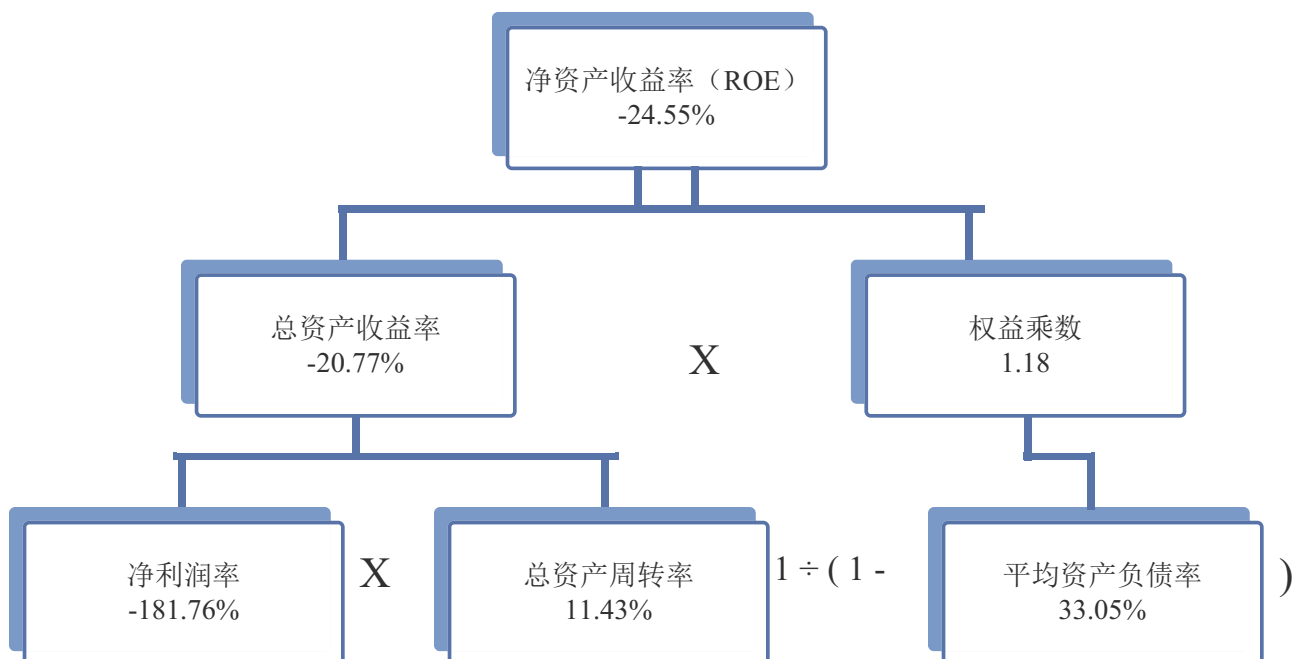 净资产收益率（ROE）
-24.55%
总资产收益率
-20.77%
X
权益乘数
1.18
净利润率
-181.76%
X
总资产周转率
11.43%
1 ÷ ( 1 -
平均资产负债率
33.05%
)